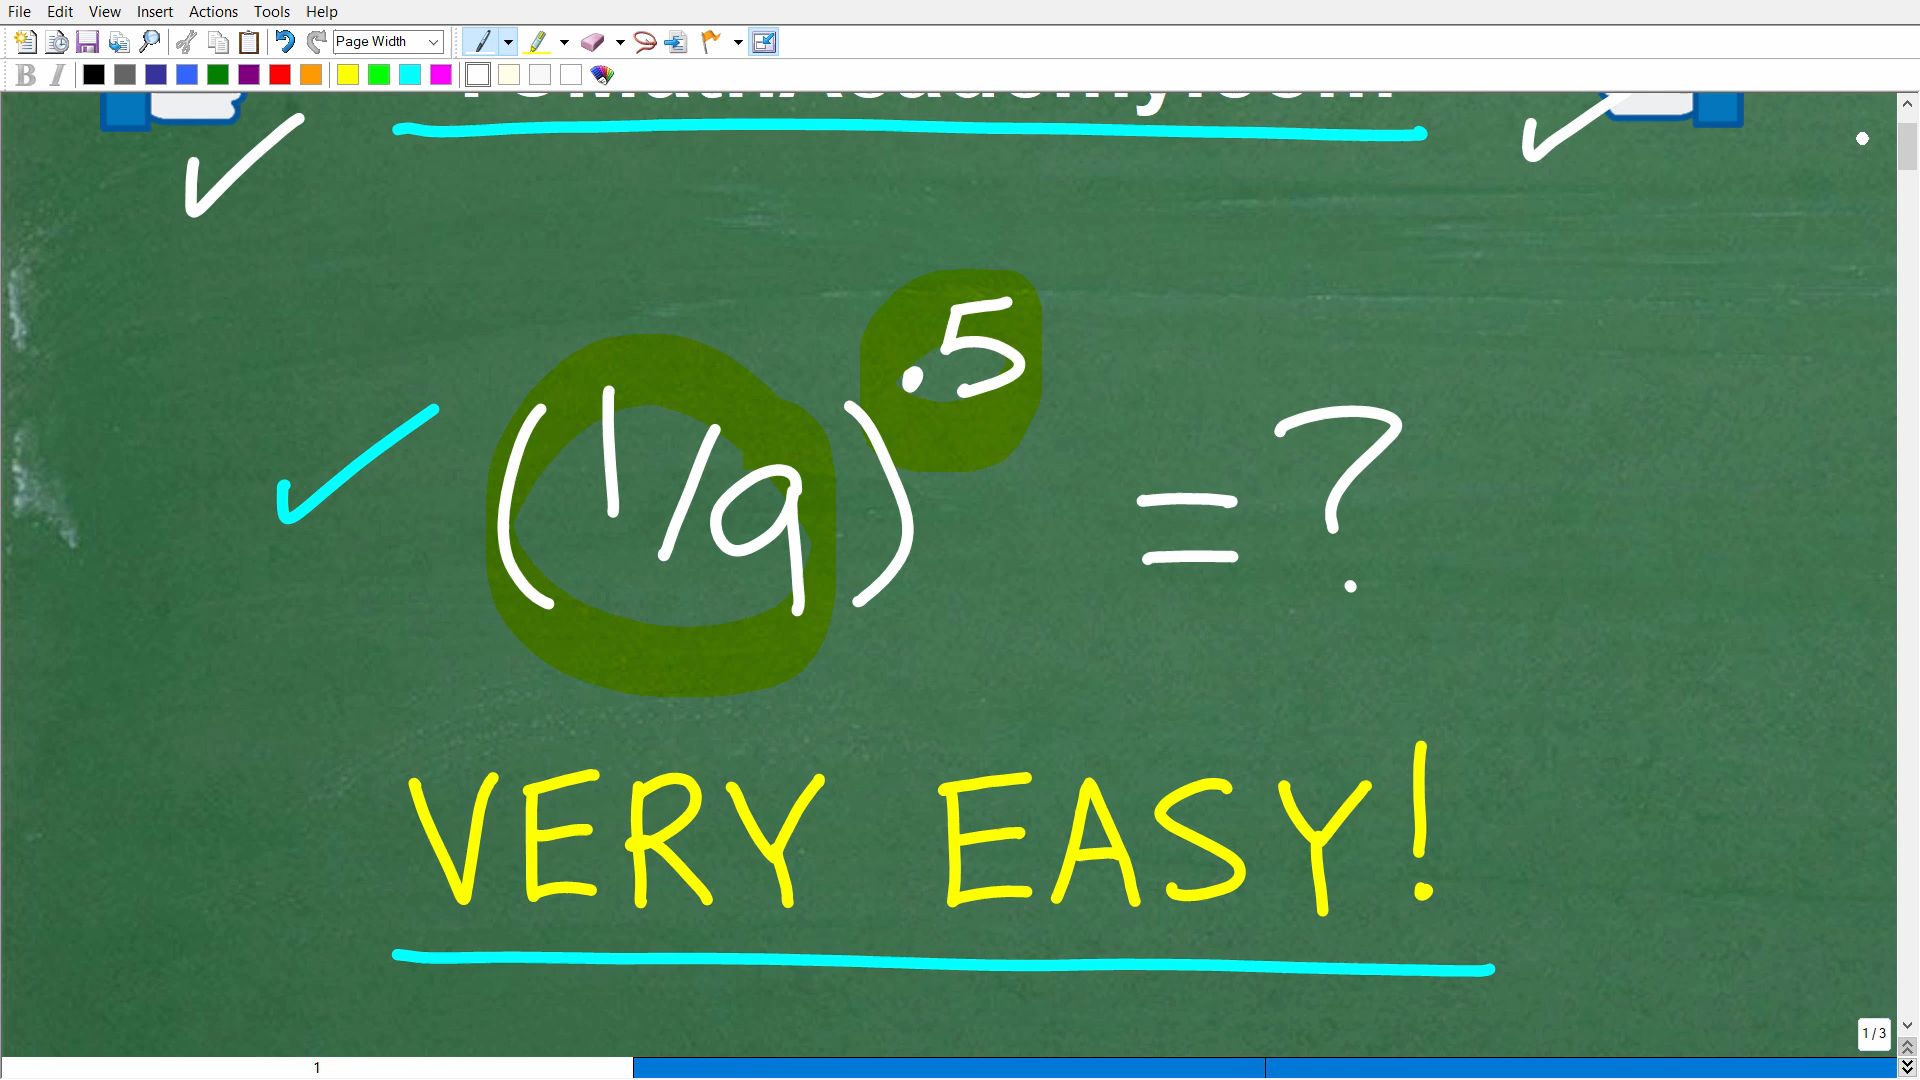 File Edit View Insert Actions Tools Help
Page Width
B I
(1/9)^.5 = ?
VERY EASY!
1 / 3
1